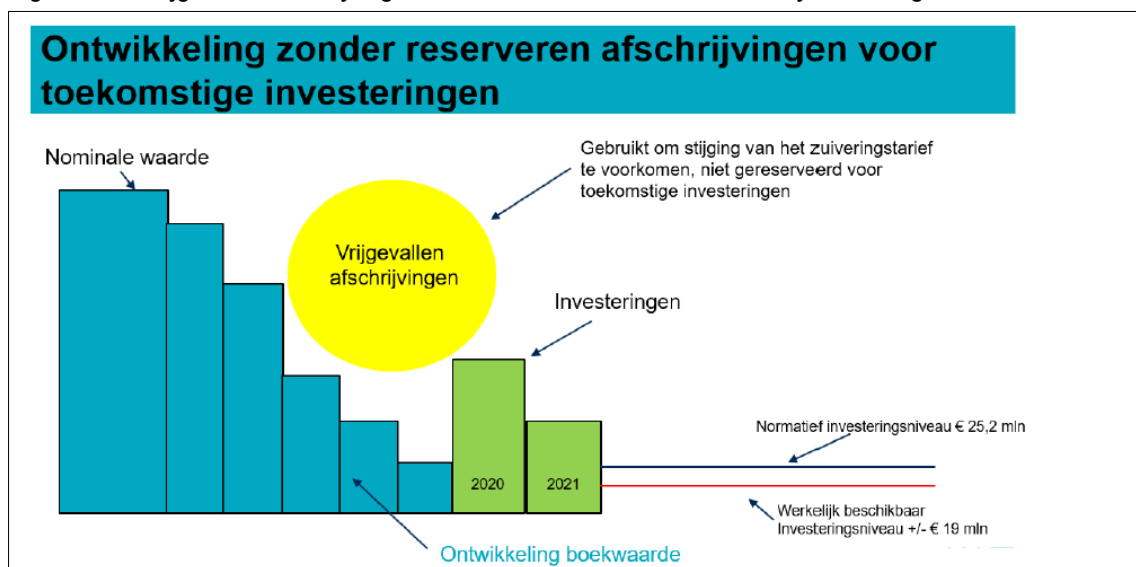 Ontwikkeling zonder reserveren afschrijvingen voor
toekomstige investeringen
Nominale waarde
Gebruikt om stijging van het zuiveringstarief
te voorkomen, niet gereserveerd voor
toekomstige investeringen
Vrijgevallen
afschrijvingen
Investeringen
Normatief investeringsniveau € 25,2 mln
2020
2021
Werkelijk beschikbaar
Investeringsniveau +/- € 19 mln
Ontwikkeling boekwaarde